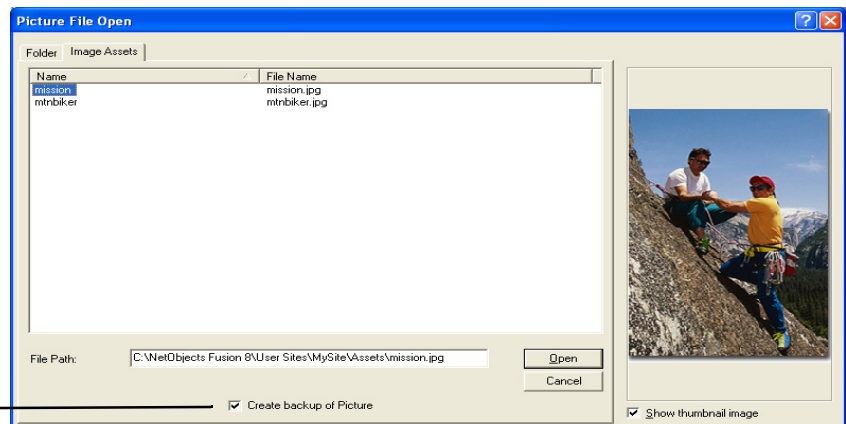 Picture File Open
Folder Image Assets
Name File Name
mission mission.jpg
mtnbiker mtnbiker.jpg
File Path: C:\NetObjects Fusion 8\User Sites\MySite\Assets\mission.jpg Open
Cancel
Create backup of Picture
Show thumbnail image